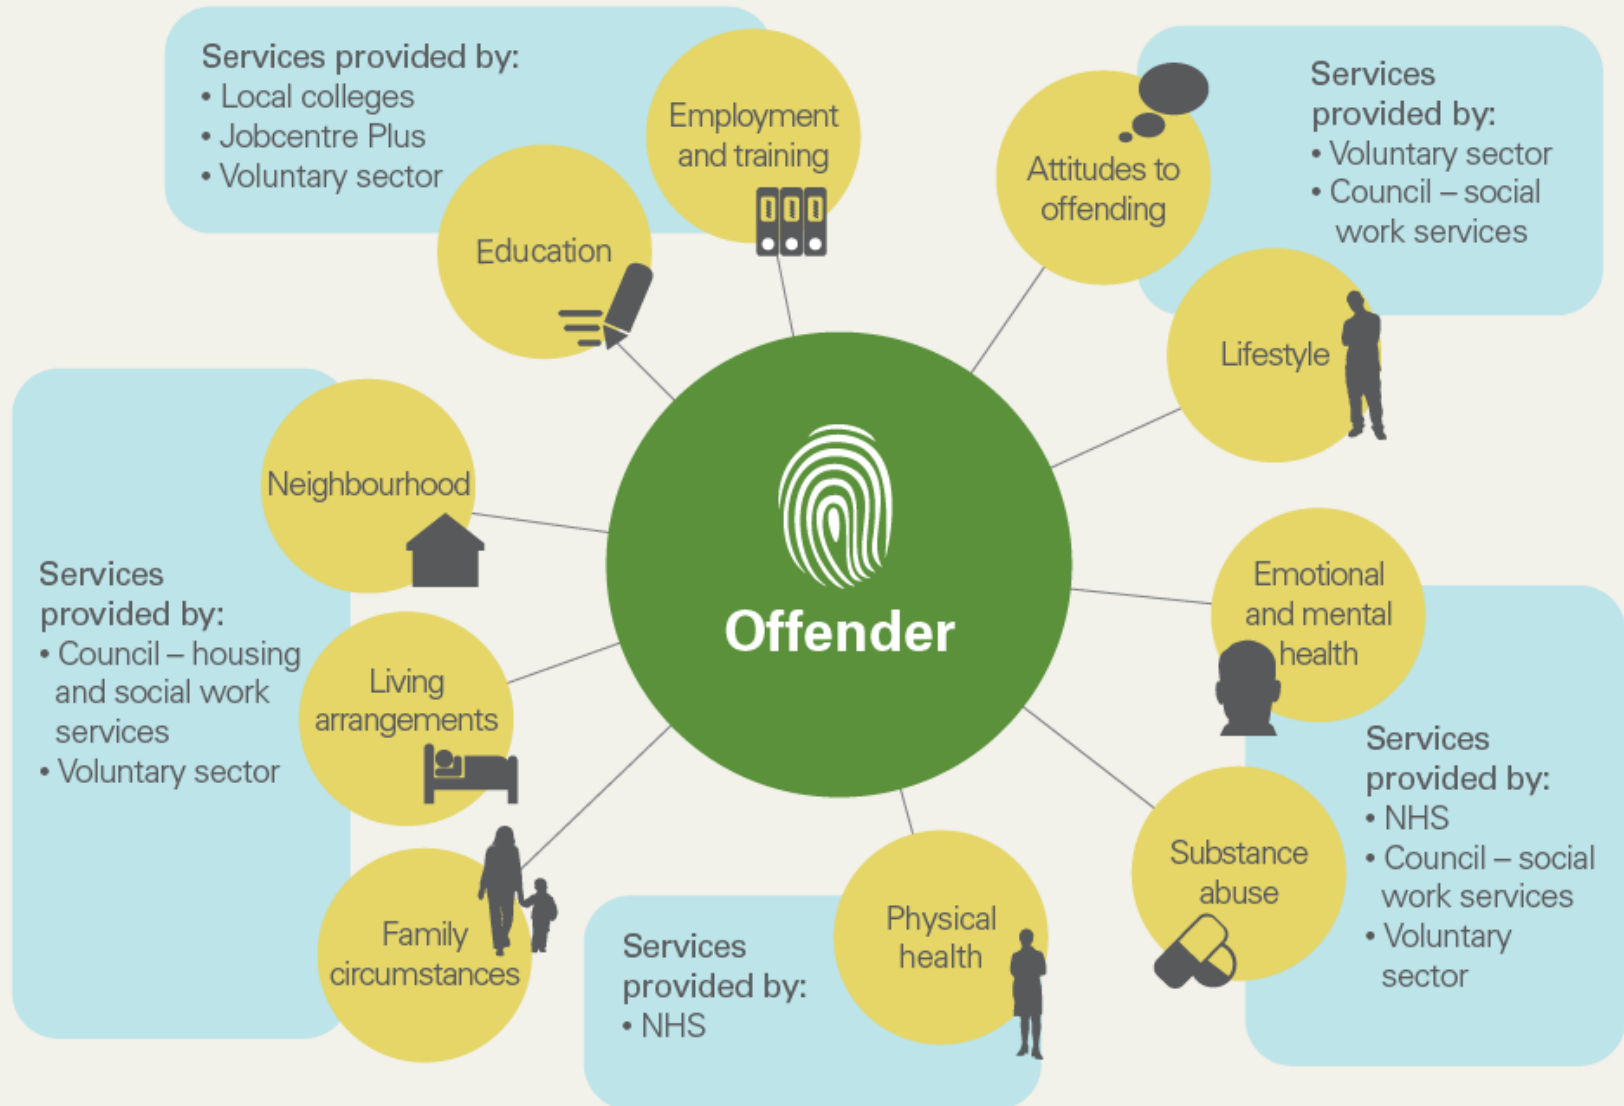 Services provided by:
• Local colleges
• Jobcentre Plus
• Voluntary sector
Employment
and training
Education
Attitudes to
offending
Services
provided by:
• Voluntary sector
• Council – social
work services
Lifestyle
Neighbourhood
Services
provided by:
• Council – housing
and social work
services
• Voluntary sector
Living
arrangements
Family
circumstances
Offender
Emotional
and mental
health
Services
provided by:
• NHS
• Council – social
work services
• Voluntary
sector
Substance
abuse
Physical
health
Services
provided by:
• NHS